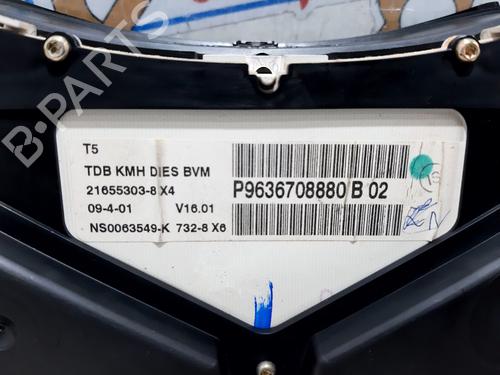 B-PARTS
T5
TDB KMH DIES BVM
21655303-8 X4
09-4-01 V16.01
NS0063549-K 732-8 X6
P9636708880 B 02
N